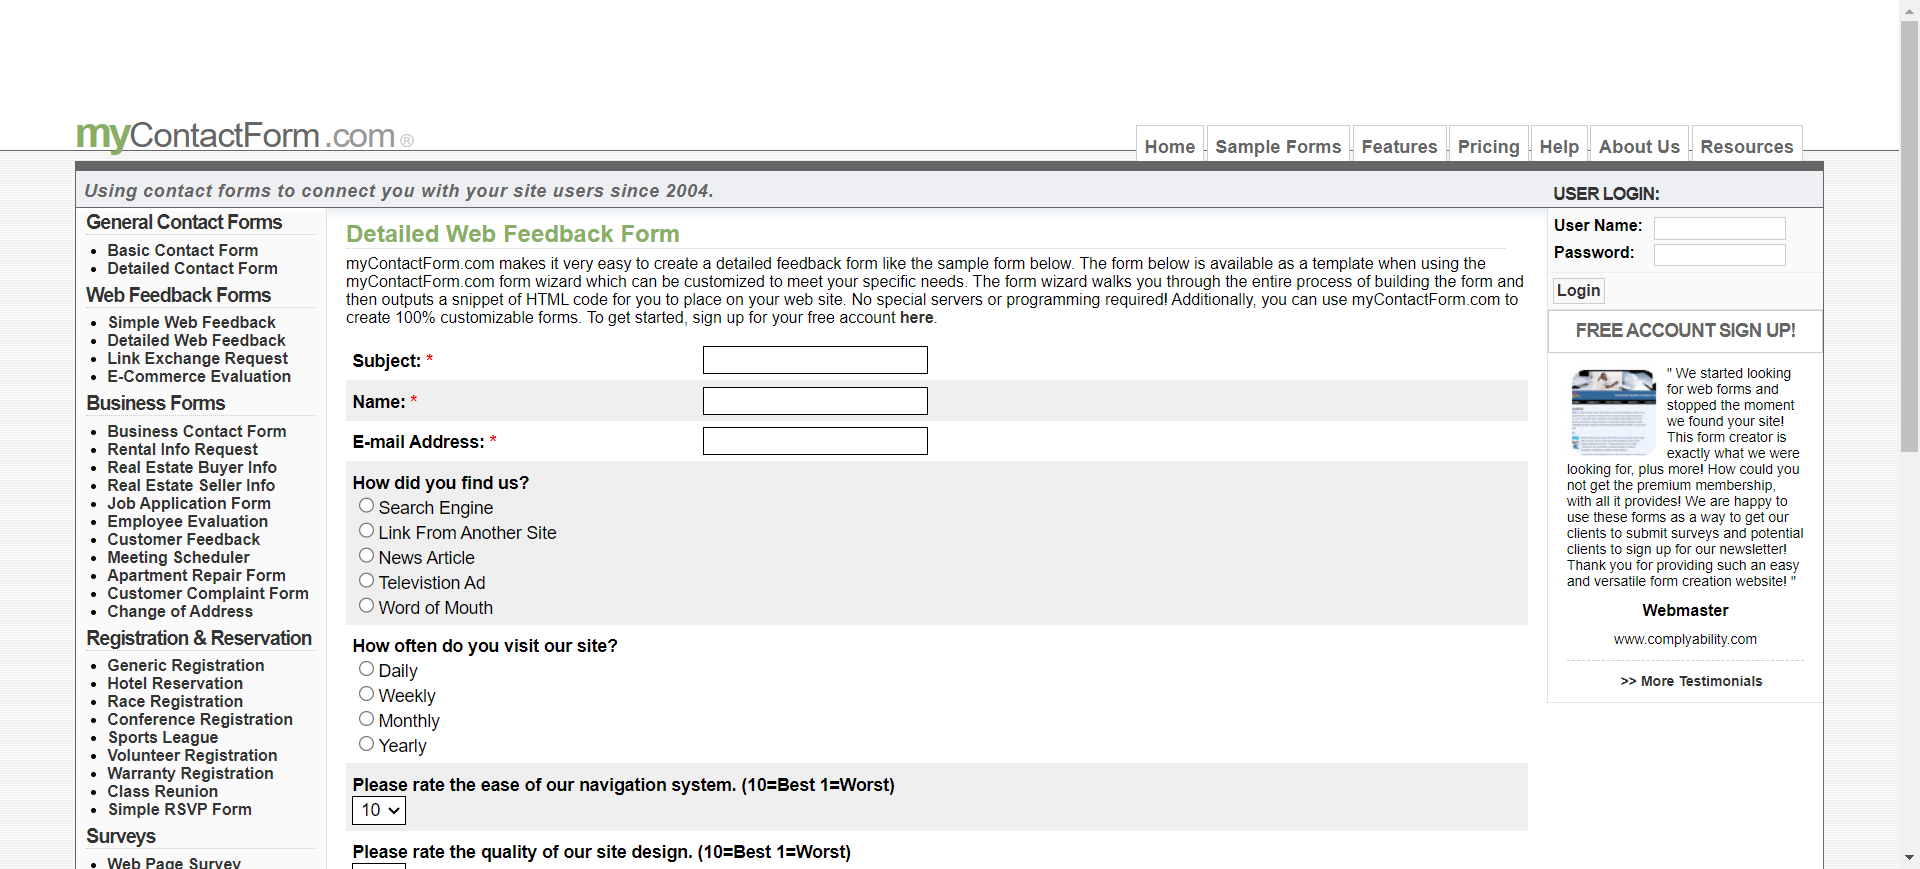 myContactForm.com®
Home
Sample Forms
Features
Pricing
Help
About Us
Resources
Using contact forms to connect you with your site users since 2004.
General Contact Forms
Basic Contact Form
Detailed Contact Form
Web Feedback Forms
Simple Web Feedback
Detailed Web Feedback
Link Exchange Request
E-Commerce Evaluation
Business Forms
Business Contact Form
Rental Info Request
Real Estate Buyer Info
Real Estate Seller Info
Job Application Form
Employee Evaluation
Customer Feedback
Meeting Scheduler
Apartment Repair Form
Customer Complaint Form
Change of Address
Registration & Reservation
Generic Registration
Hotel Reservation
Race Registration
Conference Registration
Sports League
Volunteer Registration
Warranty Registration
Class Reunion
Simple RSVP Form
Surveys
Web Page Survey
Detailed Web Feedback Form
myContactForm.com makes it very easy to create a detailed feedback form like the sample form below. The form below is available as a template when using the
myContactForm.com form wizard which can be customized to meet your specific needs. The form wizard walks you through the entire process of building the form and
then outputs a snippet of HTML code for you to place on your web site. No special servers or programming required! Additionally, you can use myContactForm.com to
create 100% customizable forms. To get started, sign up for your free account here.
Subject: *
Name: *
E-mail Address: *
How did you find us?
Search Engine
Link From Another Site
News Article
Televistion Ad
Word of Mouth
How often do you visit our site?
Daily
Weekly
Monthly
Yearly
Please rate the ease of our navigation system. (10=Best 1=Worst)
10
Please rate the quality of our site design. (10=Best 1=Worst)
USER LOGIN:
User Name:
Password:
Login
FREE ACCOUNT SIGN UP!
" We started looking
for web forms and
stopped the moment
we found your site!
This form creator is
exactly what we were
looking for, plus more! How could you
not get the premium membership,
with all it provides! We are happy to
use these forms as a way to get our
clients to submit surveys and potential
clients to sign up for our newsletter!
Thank you for providing such an easy
and versatile form creation website! "
Webmaster
www.complyability.com
>> More Testimonials